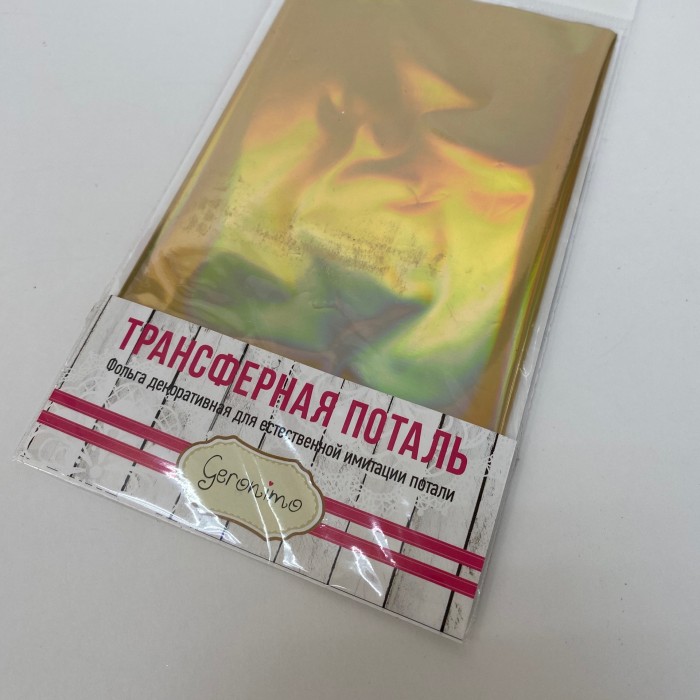 ТРАНСФЕРНАЯ ПОТАЛЬ
Фольга декоративная для естественной имитации потали
Geronimo